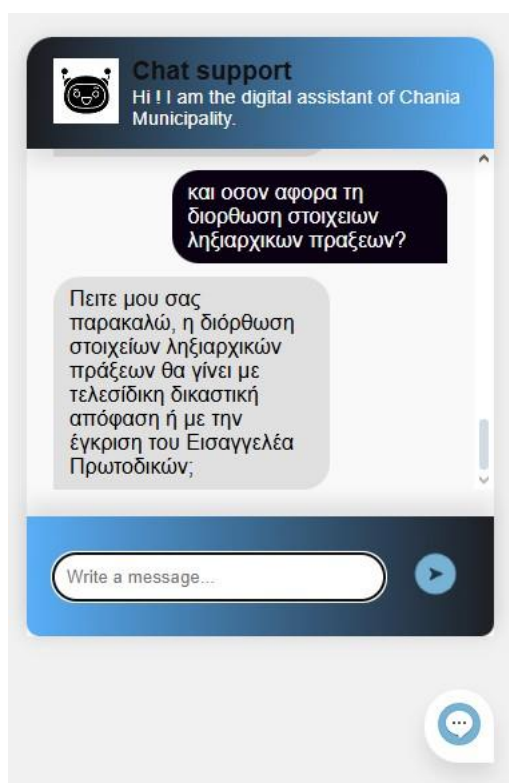 Chat support
Hi ! I am the digital assistant of Chania
Municipality.
και οσον αφορα τη
διορθωση στοιχειων
ληξιαρχικων πραξεων?
Πειτε μου σας
παρακαλώ, η διόρθωση
στοιχείων ληξιαρχικών
πράξεων θα γίνει με
τελεσίδικη δικαστική
απόφαση ή με την
έγκριση του Εισαγγελέα
Πρωτοδικών;
Write a message...